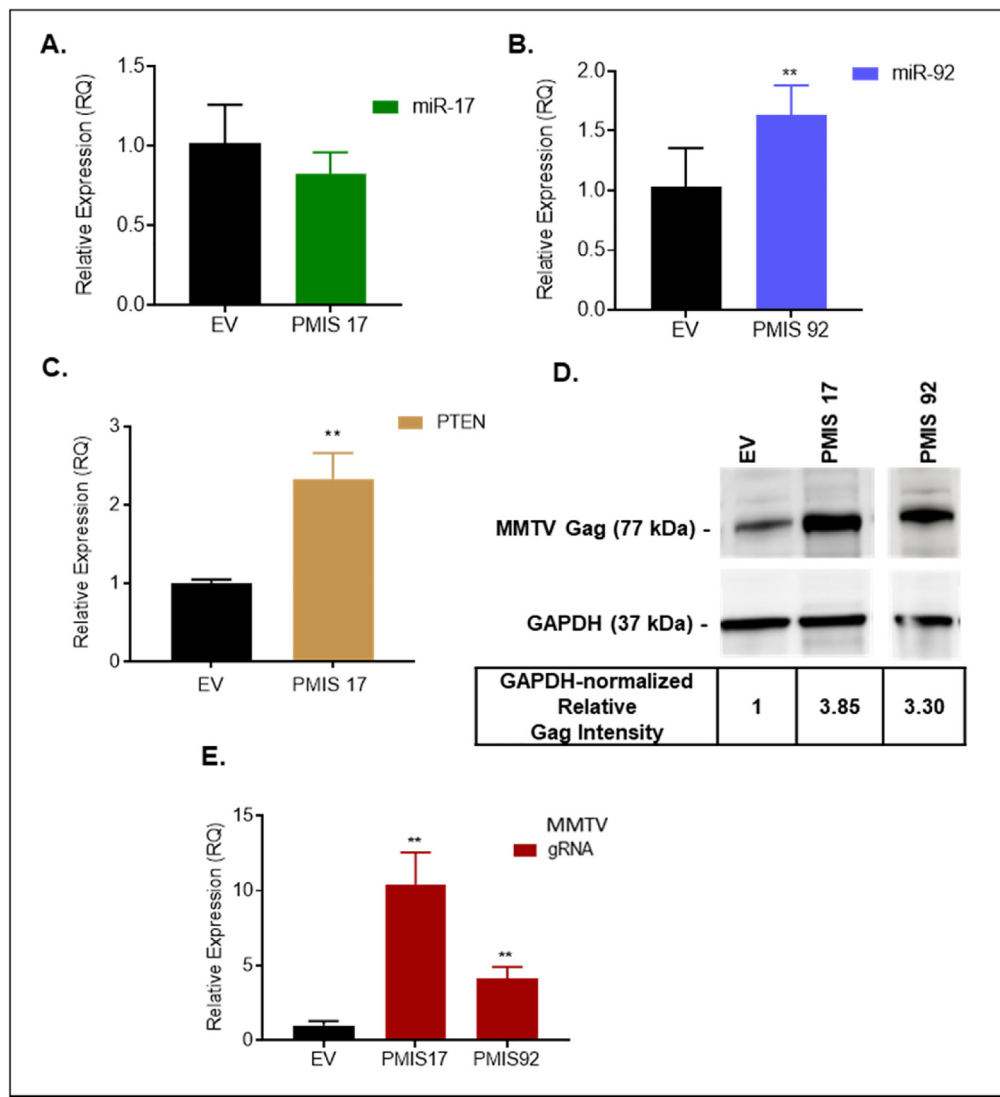 A.
Relative Expression (RQ)
1.5
1.0
0.5
0.0
EV
PMIS 17
miR-17
B.
Relative Expression (RQ)
2.0
1.5
1.0
0.5
0.0
**
EV
PMIS 92
miR-92
C.
Relative Expression (RQ)
3
2
1
0
**
EV
PMIS 17
PTEN
D.
EV
PMIS 17
PMIS 92
MMTV Gag (77 kDa) -
GAPDH (37 kDa) -
GAPDH-normalized
Relative
Gag Intensity
1
3.85
3.30
E.
Relative Expression (RQ)
15
10
5
0
**
**
EV
PMIS17
PMIS92
MMTV
gRNA